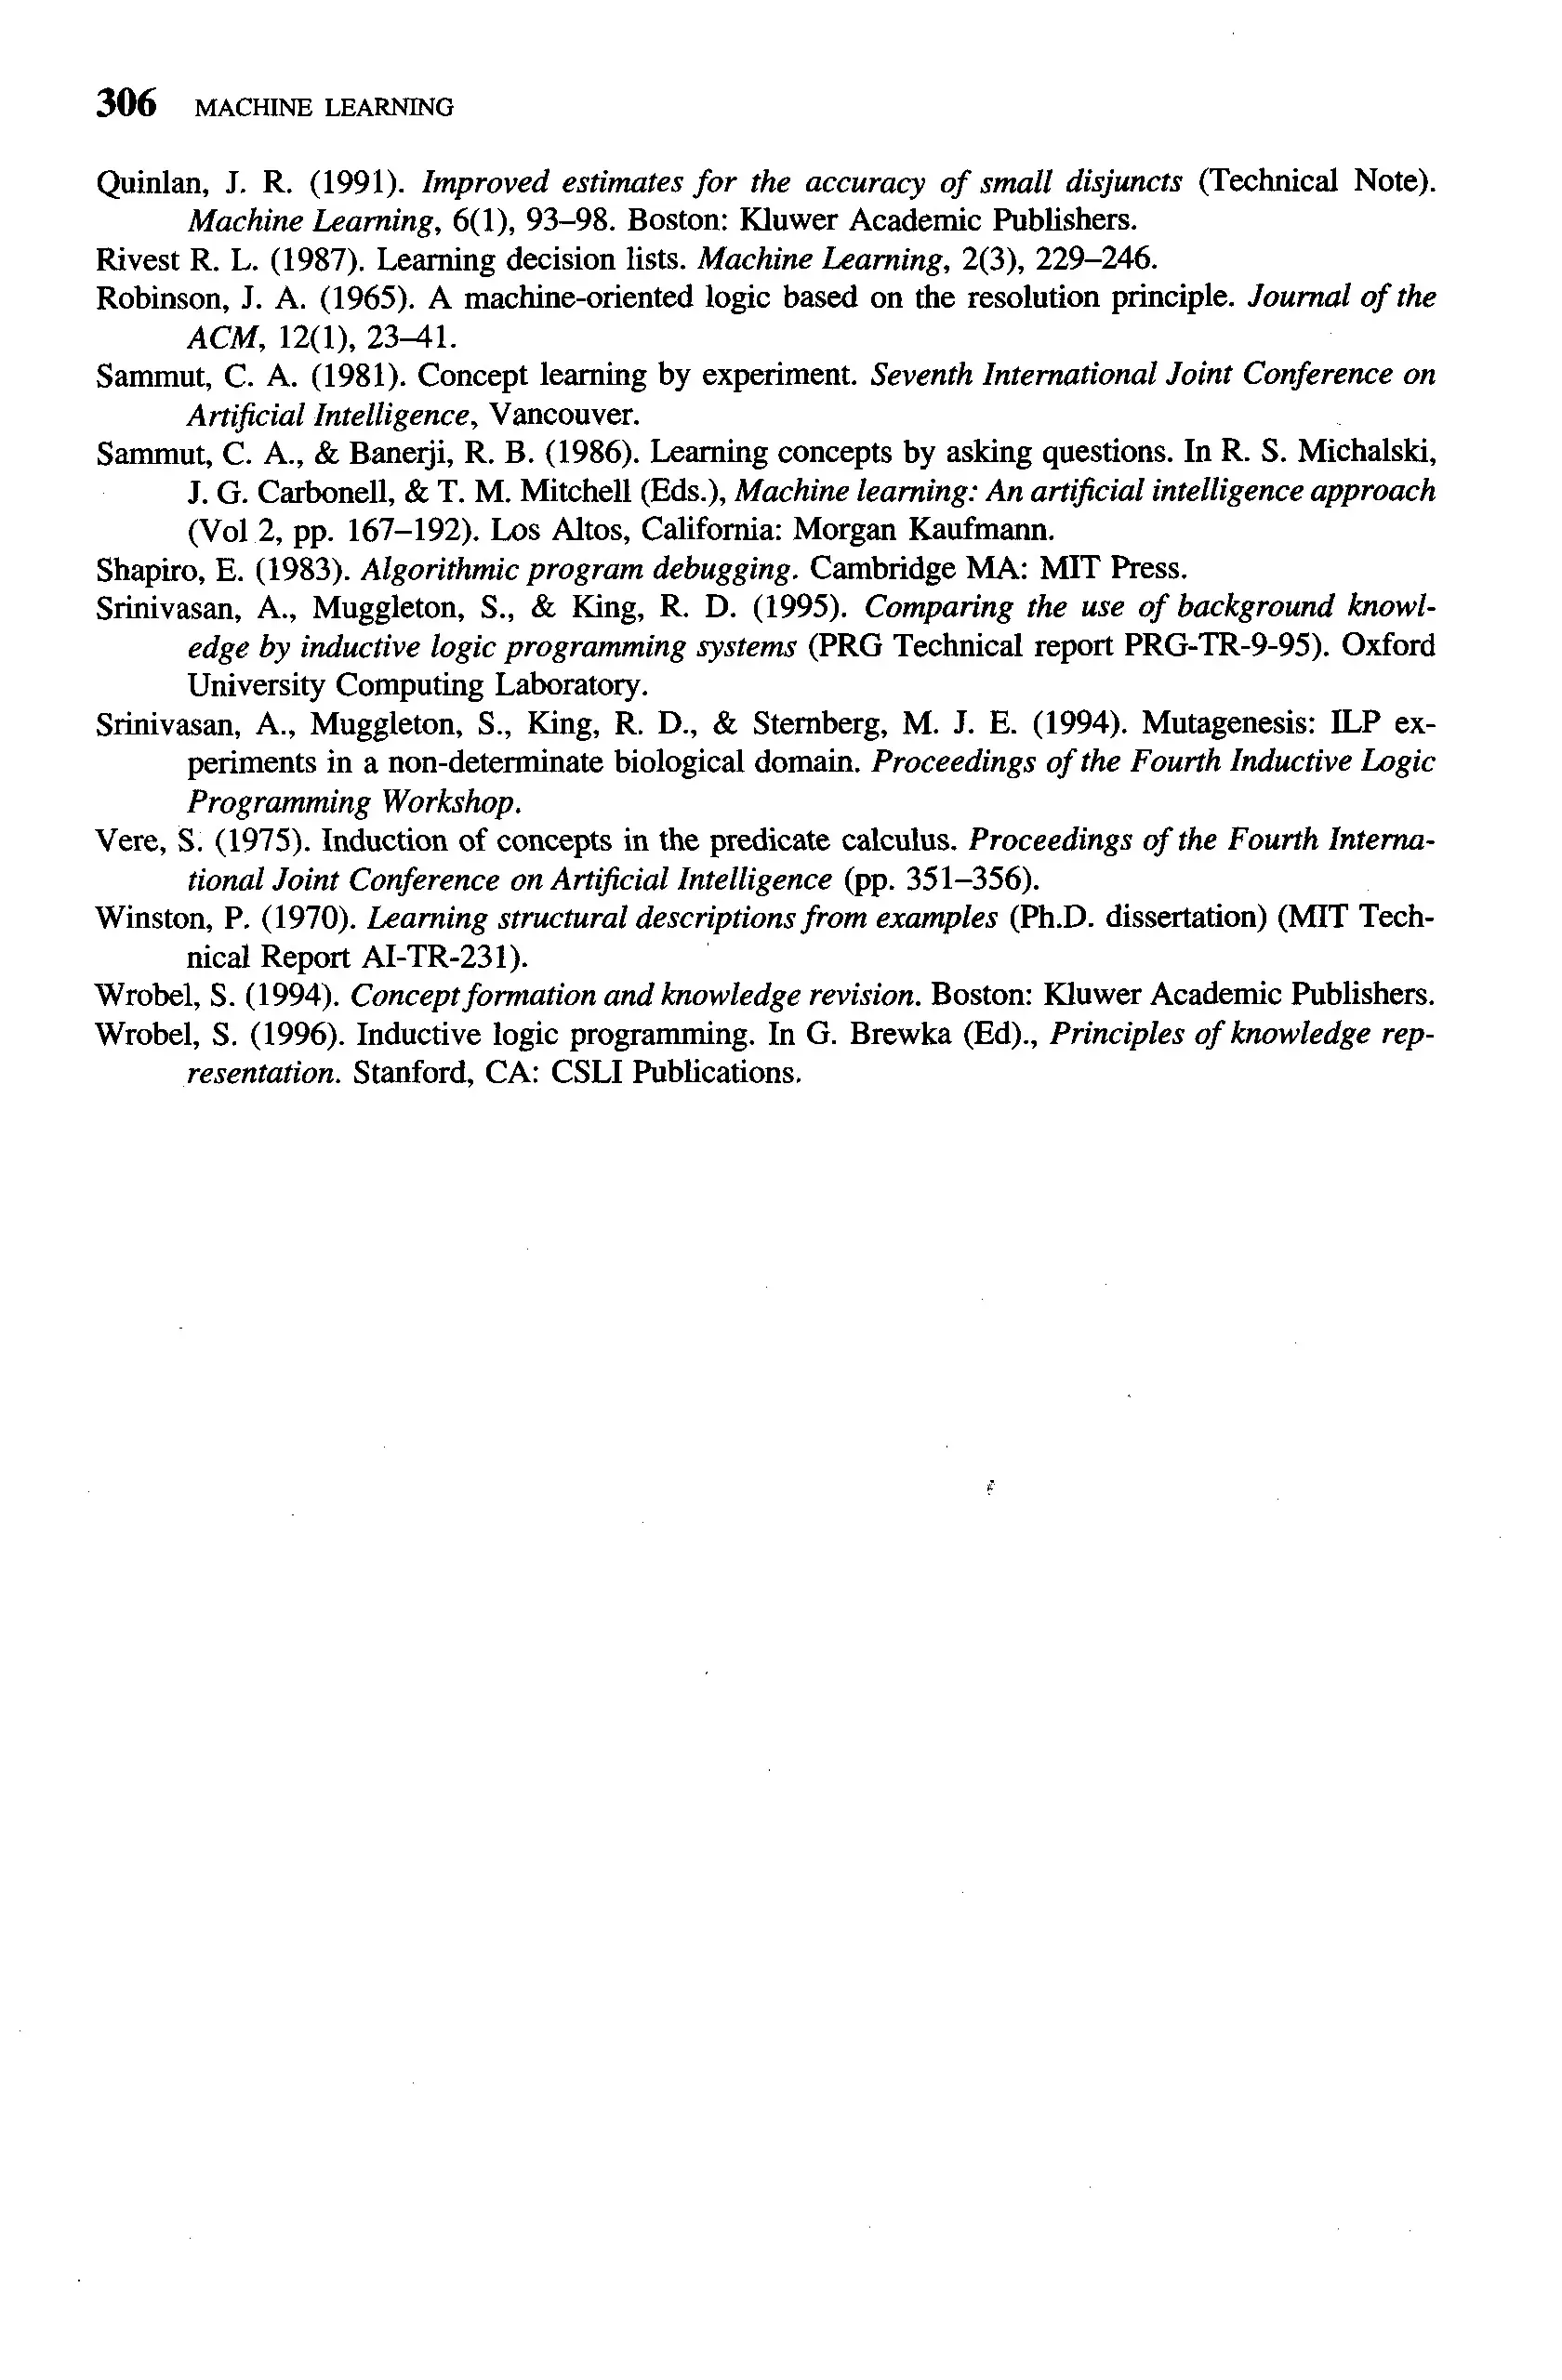 306 MACHINE LEARNING
Quinlan, J. R. (1991). Improved estimates for the accuracy of small disjuncts (Technical Note).
Machine Learning, 6(1), 93–98. Boston: Kluwer Academic Publishers.
Rivest R. L. (1987). Learning decision lists. Machine Learning, 2(3), 229–246.
Robinson, J. A. (1965). A machine-oriented logic based on the resolution principle. Journal of the
ACM, 12(1), 23–41.
Sammut, C. A. (1981). Concept learning by experiment. Seventh International Joint Conference on
Artificial Intelligence, Vancouver.
Sammut, C. A., & Banerji, R. B. (1986). Learning concepts by asking questions. In R. S. Michalski,
J. G. Carbonell, & T. M. Mitchell (Eds.), Machine learning: An artificial intelligence approach
(Vol 2, pp. 167–192). Los Altos, California: Morgan Kaufmann.
Shapiro, E. (1983). Algorithmic program debugging. Cambridge MA: MIT Press.
Srinivasan, A., Muggleton, S., & King, R. D. (1995). Comparing the use of background knowl-
edge by inductive logic programming systems (PRG Technical report PRG-TR-9-95). Oxford
University Computing Laboratory.
Srinivasan, A., Muggleton, S., King, R. D., & Sternberg, M. J. E. (1994). Mutagenesis: ILP ex-
periments in a non-determinate biological domain. Proceedings of the Fourth Inductive Logic
Programming Workshop.
Vere, S. (1975). Induction of concepts in the predicate calculus. Proceedings of the Fourth Interna-
tional Joint Conference on Artificial Intelligence (pp. 351–356).
Winston, P. (1970). Learning structural descriptions from examples (Ph.D. dissertation) (MIT Tech-
nical Report AI-TR-231).
Wrobel, S. (1994). Concept formation and knowledge revision. Boston: Kluwer Academic Publishers.
Wrobel, S. (1996). Inductive logic programming. In G. Brewka (Ed)., Principles of knowledge rep-
resentation. Stanford, CA: CSLI Publications.